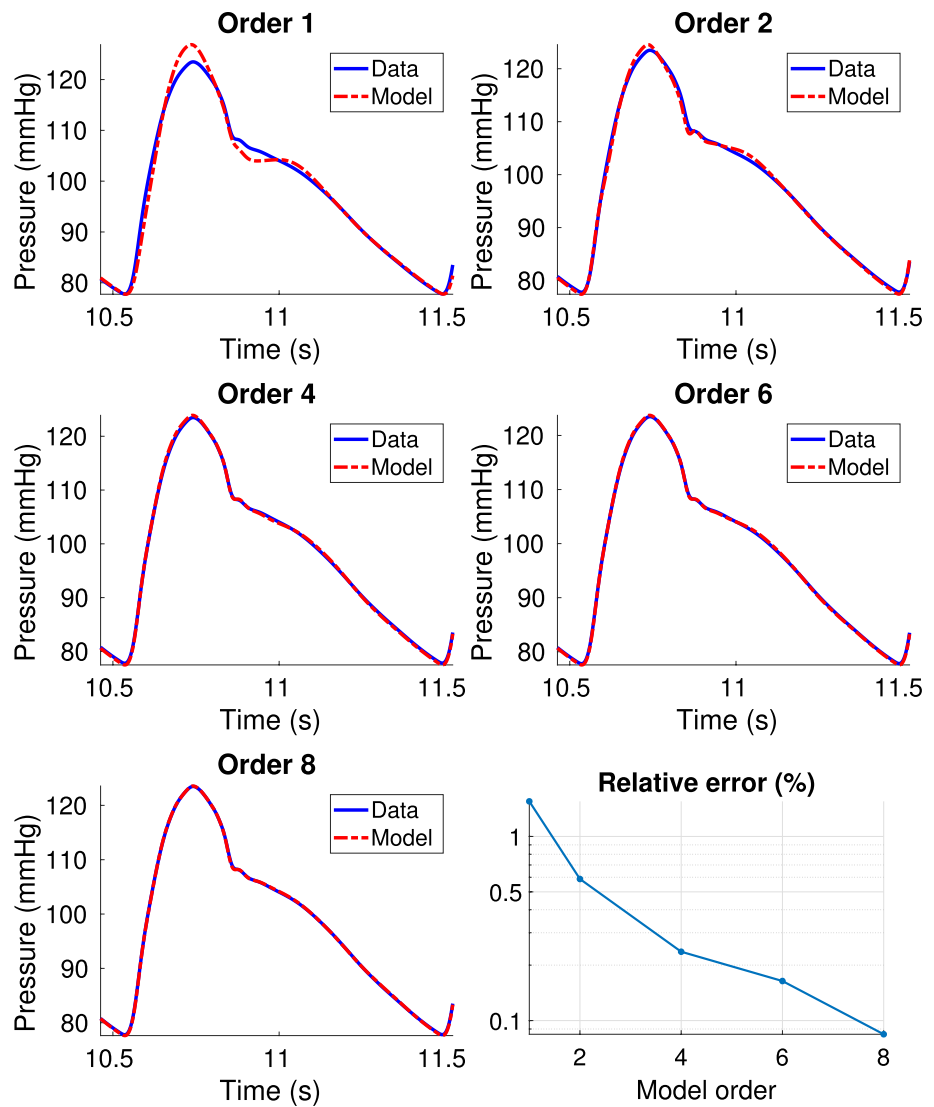 Order 1
Pressure (mmHg)
120
110
100
90
80
Data
Model
10.5 11 11.5
Time (s)
Order 2
Pressure (mmHg)
120
110
100
90
80
Data
Model
10.5 11 11.5
Time (s)
Order 4
Pressure (mmHg)
120
110
100
90
80
Data
Model
10.5 11 11.5
Time (s)
Order 6
Pressure (mmHg)
120
110
100
90
80
Data
Model
10.5 11 11.5
Time (s)
Order 8
Pressure (mmHg)
120
110
100
90
80
Data
Model
10.5 11 11.5
Time (s)
Relative error (%)
1
0.5
0.1
2 4 6 8
Model order